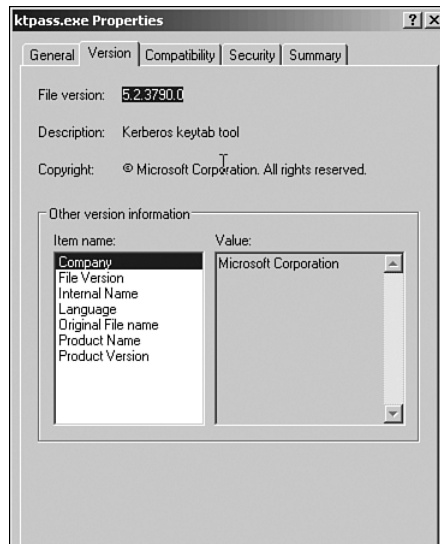 ktpass.exe Properties
General Version Compatibility Security Summary
File version: 5.2.3790.0
Description: Kerberos keytab tool
Copyright: © Microsoft Corporation. All rights reserved.
Other version information
Item name: Value:
Company Microsoft Corporation
File Version
Internal Name
Language
Original File name
Product Name
Product Version